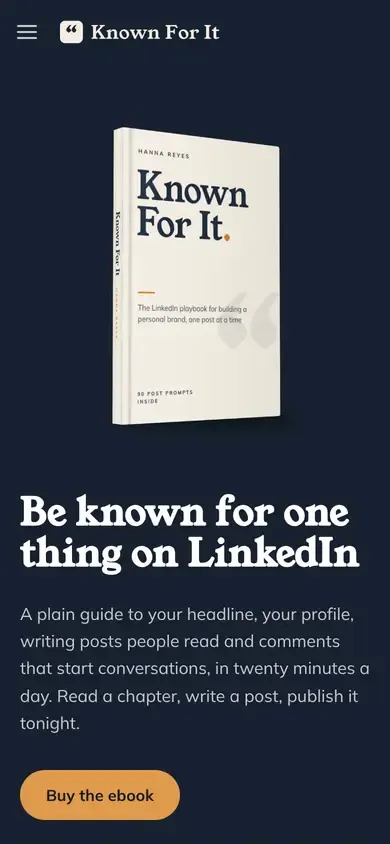 Known For It
HANNA REYES
Known
For It.
Known For It
The LinkedIn playbook for building a
personal brand, one post at a time
90 POST PROMPTS
INSIDE
Be known for one
thing on LinkedIn
A plain guide to your headline, your profile,
writing posts people read and comments
that start conversations, in twenty minutes a
day. Read a chapter, write a post, publish it
tonight.
Buy the ebook